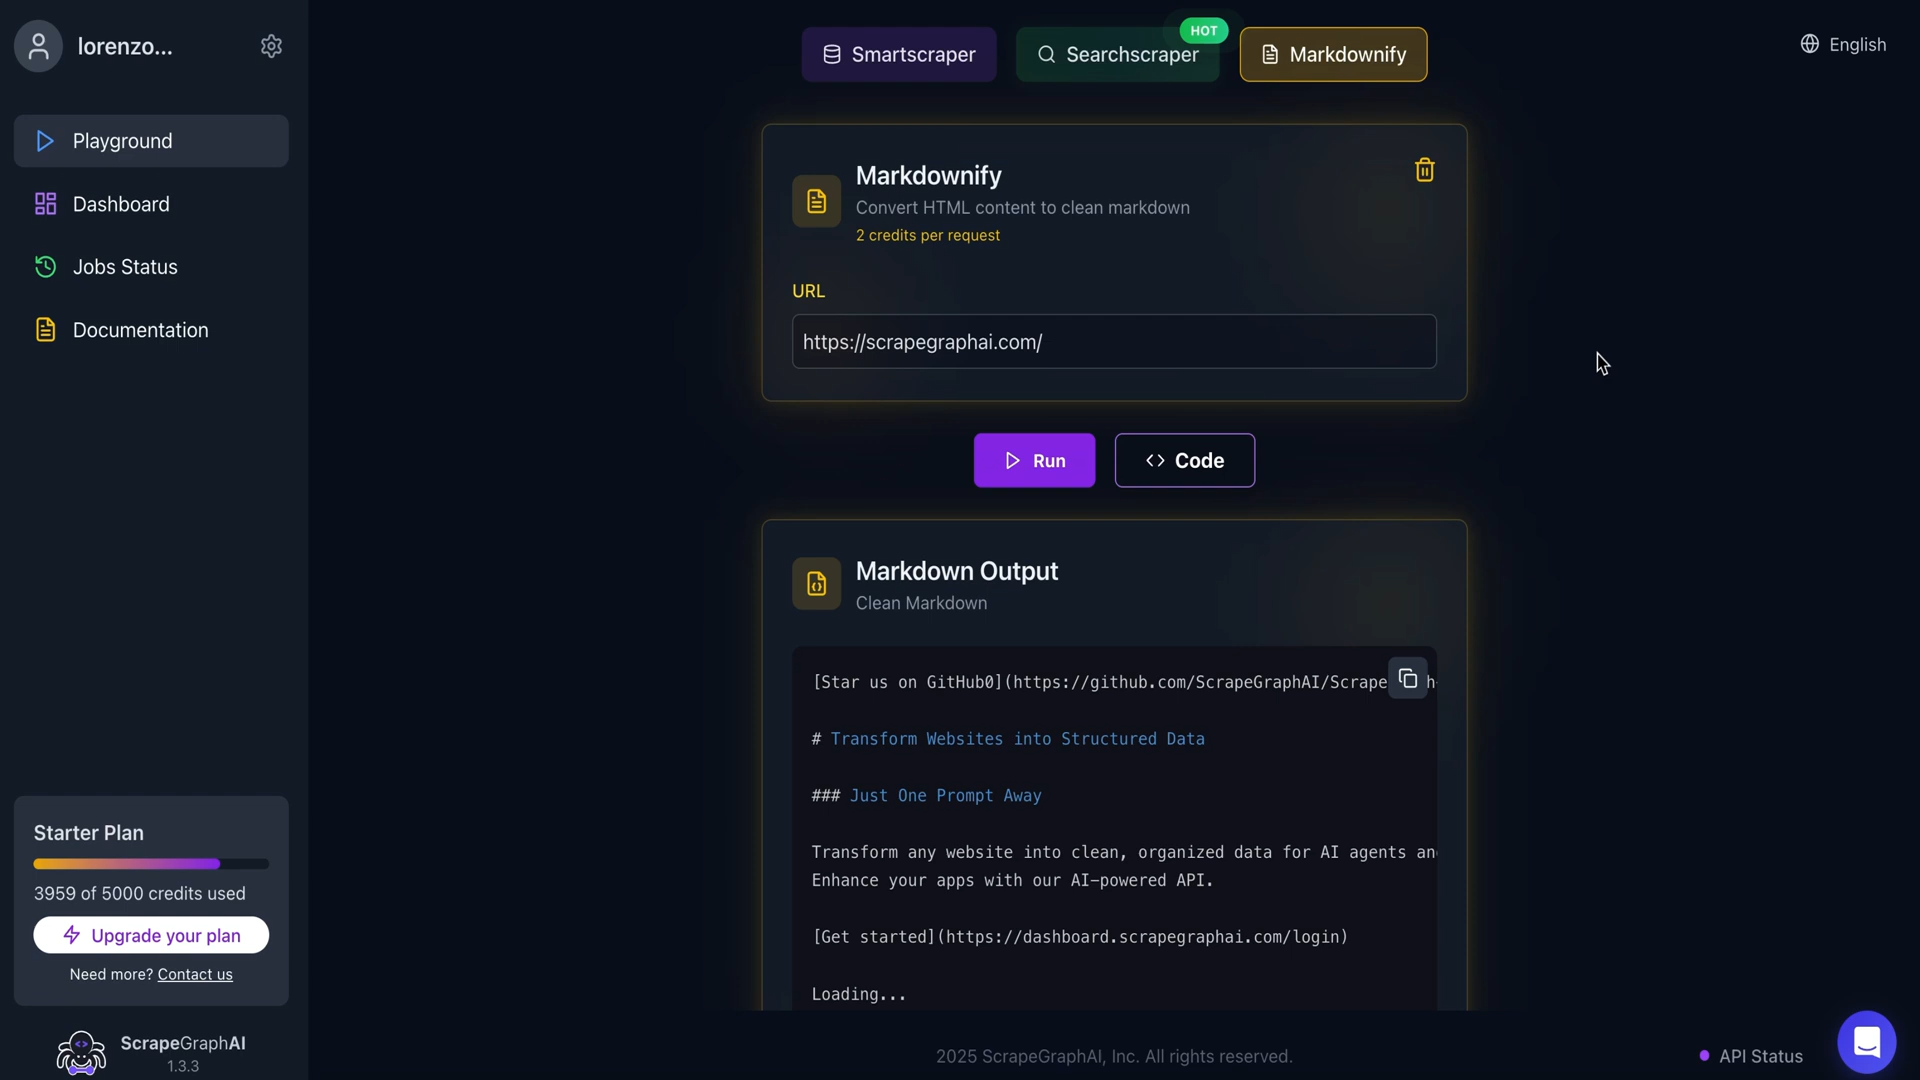 lorenzo...
Playground
Dashboard
Jobs Status
Documentation
Starter Plan
3959 of 5000 credits used
Upgrade your plan
Need more? Contact us
ScrapeGraphAI
1.3.3
Smartscraper
Searchscraper
HOT
Markdownify
English
Markdownify
Convert HTML content to clean markdown
2 credits per request
URL
https://scrapegraphai.com/
Run
Code
Markdown Output
Clean Markdown
[Star us on GitHub0](https://github.com/ScrapeGraphAI/Scrape
# Transform Websites into Structured Data
### Just One Prompt Away
Transform any website into clean, organized data for AI agents an
Enhance your apps with our AI-powered API.
[Get started](https://dashboard.scrapegraphai.com/login)
Loading...
2025 ScrapeGraphAI, Inc. All rights reserved.
API Status